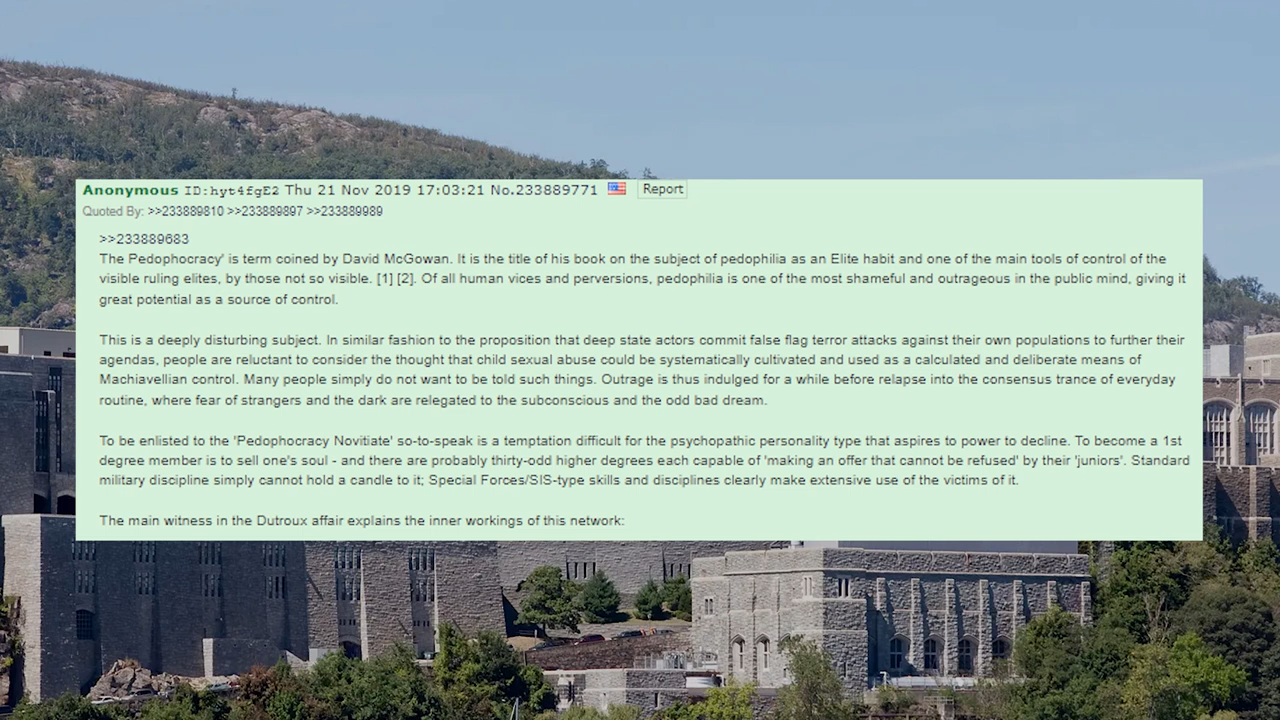 Anonymous ID:hyt4fgE2 Thu 21 Nov 2019 17:03:21 No.233889771 Report
Quoted By: >>233889810 >>233889897 >>233889989
>>233889683
The Pedophocracy' is term coined by David McGowan. It is the title of his book on the subject of pedophilia as an Elite habit and one of the main tools of control of the
visible ruling elites, by those not so visible. [1] [2]. Of all human vices and perversions, pedophilia is one of the most shameful and outrageous in the public mind, giving it
great potential as a source of control.
This is a deeply disturbing subject. In similar fashion to the proposition that deep state actors commit false flag terror attacks against their own populations to further their
agendas, people are reluctant to consider the thought that child sexual abuse could be systematically cultivated and used as a calculated and deliberate means of
Machiavellian control. Many people simply do not want to be told such things. Outrage is thus indulged for a while before relapse into the consensus trance of everyday
routine, where fear of strangers and the dark are relegated to the subconscious and the odd bad dream.
To be enlisted to the 'Pedophocracy Novitiate' so-to-speak is a temptation difficult for the psychopathic personality type that aspires to power to decline. To become a 1st
degree member is to sell one's soul - and there are probably thirty-odd higher degrees each capable of 'making an offer that cannot be refused' by their 'juniors'. Standard
military discipline simply cannot hold a candle to it; Special Forces/SIS-type skills and disciplines clearly make extensive use of the victims of it.
The main witness in the Dutroux affair explains the inner workings of this network: